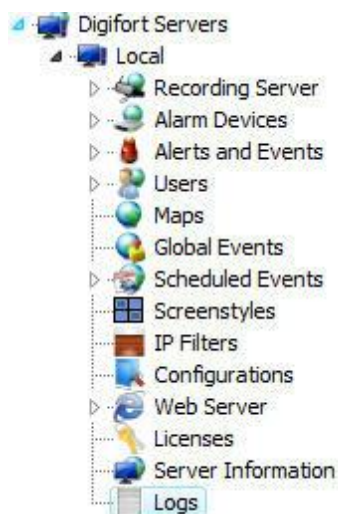 Digifort Servers
Local
Recording Server
Alarm Devices
Alerts and Events
Users
Maps
Global Events
Scheduled Events
Screenstyles
IP Filters
Configurations
Web Server
Licenses
Server Information
Logs